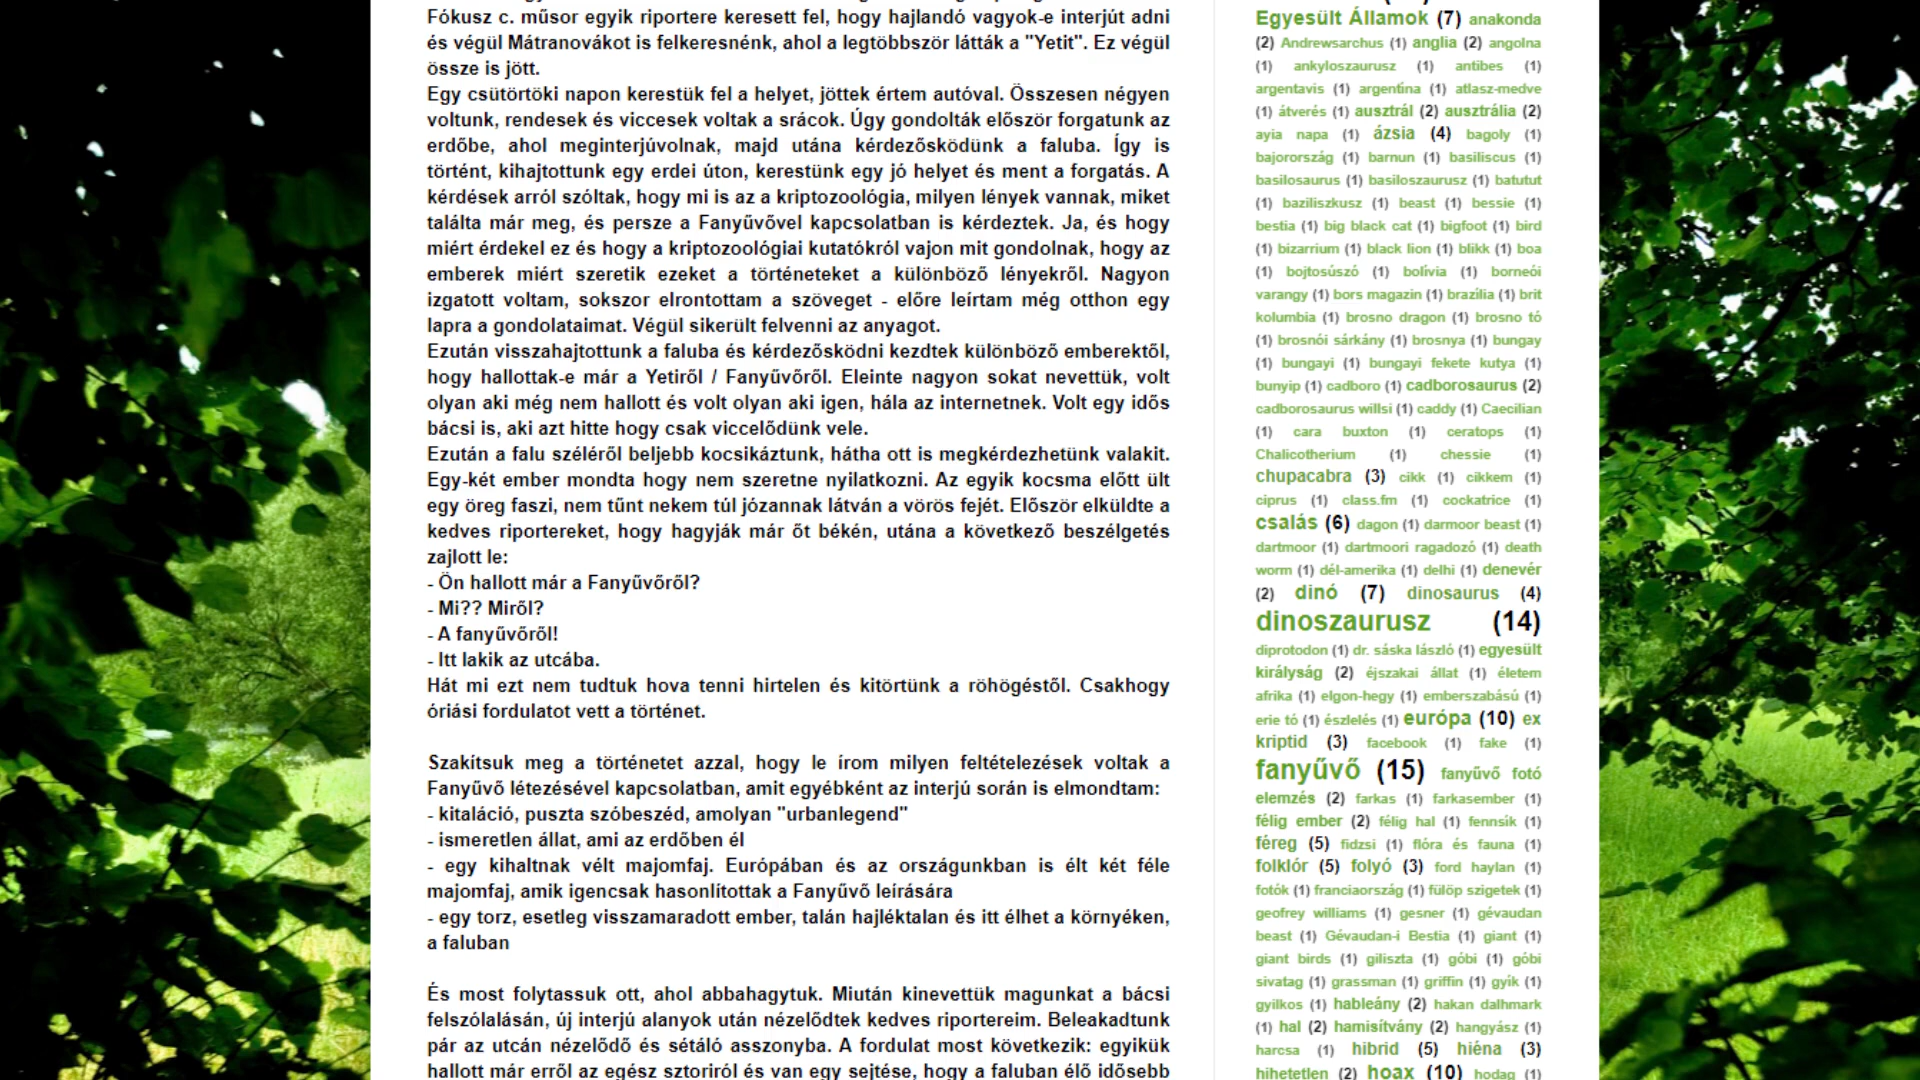 Fókusz c. műsor egyik riportere keresett fel, hogy hajlandó vagyok-e interjút adni
és végül Mátranovákot is felkeresnénk, ahol a legtöbbször látták a "Yetit". Ez végül
össze is jött.
Egy csütörtöki napon kerestük fel a helyet, jöttek értem autóval. Összesen négyen
voltunk, rendesek és viccesek voltak a srácok. Úgy gondolták először forgatunk az
erdőbe, ahol meginterjúvolnak, majd utána kérdezősködünk a faluba. Így is
történt, kihajtottunk egy erdei úton, kerestünk egy jó helyet és ment a forgatás. A
kérdések arról szóltak, hogy mi is az a kriptozoológia, milyen lények vannak, miket
találta már meg, és persze a Fanyűvővel kapcsolatban is kérdeztek. Ja, és hogy
miért érdekel ez és hogy a kriptozoológiai kutatókról vajon mit gondolnak, hogy az
emberek miért szeretik ezeket a történeteket a különböző lényekről. Nagyon
izgatott voltam, sokszor elrontottam a szöveget - előre leírtam még otthon egy
lapra a gondolataimat. Végül sikerült felvenni az anyagot.
Ezután visszahajtottunk a faluba és kérdezősködni kezdtek különböző emberektől,
hogy hallottak-e már a Yetiről / Fanyűvőről. Eleinte nagyon sokat nevettük, volt
olyan aki még nem hallott és volt olyan aki igen, hála az internetnek. Volt egy idős
bácsi is, aki azt hitte hogy csak viccelődünk vele.
Ezután a falu széléről beljebb kocsikáztunk, hátha ott is megkérdezhetünk valakit.
Egy-két ember mondta hogy nem szeretne nyilatkozni. Az egyik kocsma előtt ült
egy öreg faszi, nem tűnt nekem túl józannak látván a vörös fejét. Először elküldte a
kedves riportereket, hogy hagyják már őt békén, utána a következő beszélgetés
zajlott le:
- Ön hallott már a Fanyűvőről?
- Mi?? Miről?
- A fanyűvőről!
- Itt lakik az utcába.
Hát mi ezt nem tudtuk hova tenni hirtelen és kitörtünk a röhögéstől. Csakhogy
óriási fordulatot vett a történet.
Szakítsuk meg a történetet azzal, hogy le írom milyen feltételezések voltak a
Fanyűvő létezésével kapcsolatban, amit egyébként az interjú során is elmondtam:
- kitaláció, puszta szóbeszéd, amolyan "urbanlegend"
- ismeretlen állat, ami az erdőben él
- egy kihaltnak vélt majomfaj. Európában és az országunkban is élt két féle
majomfaj, amik igencsak hasonlítottak a Fanyűvő leírására
- egy torz, esetleg visszamaradott ember, talán hajléktalan és itt élhet a környéken,
a faluban
És most folytassuk ott, ahol abbahagytuk. Miután kinevettük magunkat a bácsi
felszólalásán, új interjú alanyok után nézelődtek kedves riportereim. Beleakadtunk
pár az utcán nézelődő és sétáló asszonyba. A fordulat most következik: egyikük
hallott már erről az egész sztoriról és van egy sejtése, hogy a faluban élő idősebb
Egyesült Államok (7) anakonda
(2) Andrewsarchus (1) anglia (2) angolna
(1) ankyloszaurusz (1) antibes (1)
argentavis (1) argentina (1) atlasz-medve
(1) átverés (1) ausztrál (2) ausztrália (2)
ayia napa (1) ázsia (4) bagoly (1)
bajorország (1) barnun (1) basiliscus (1)
basilosaurus (1) basiloszaurusz (1) batutut
(1) baziliszkusz (1) beast (1) bessie (1)
bestia (1) big black cat (1) bigfoot (1) bird
(1) bizarrium (1) black lion (1) blikk (1) boa
(1) bojtosúszó (1) bolívia (1) borneói
varangy (1) bors magazin (1) brazília (1) brit
kolumbia (1) brosno dragon (1) brosno tó
(1) brosnói sárkány (1) brosnya (1) bungay
(1) bungayi (1) bungayi fekete kutya (1)
bunyip (1) cadboro (1) cadborosaurus (2)
cadborosaurus willsi (1) caddy (1) Caecilian
(1) cara buxton (1) ceratops (1)
Chalicotherium (1) chessie (1)
chupacabra (3) cikk (1) cikkem (1)
ciprus (1) class.fm (1) cockatrice (1)
csalás (6) dagon (1) darmoor beast (1)
dartmoor (1) dartmoori ragadozó (1) death
worm (1) dél-amerika (1) delhi (1) denevér
(2) dinó (7) dinosaurus (4)
dinoszaurusz (14)
diprotodon (1) dr. sáska lászló (1) egyesült
királyság (2) éjszakai állat (1) életem
afrika (1) elgon-hegy (1) emberszabású (1)
erie tó (1) észlelés (1) európa (10) ex
kriptid (3) facebook (1) fake (1)
fanyűvő (15) fanyűvő fotó
elemzés (2) farkas (1) farkasember (1)
félig ember (2) félig hal (1) fennsík (1)
féreg (5) fidzsi (1) flóra és fauna (1)
folklór (5) folyó (3) ford haylan (1)
fotók (1) franciaország (1) fülöp szigetek (1)
geofrey williams (1) gesner (1) gévaudan
beast (1) Gévaudan-i Bestia (1) giant (1)
giant birds (1) giliszta (1) góbi (1) góbi
sivatag (1) grassman (1) griffin (1) gyík (1)
gyilkos (1) hableány (2) hakan dalhmark
(1) hal (2) hamisítvány (2) hangyász (1)
harcsa (1) hibrid (5) hiéna (3)
hihetetlen (2) hoax (10) hodag (1)